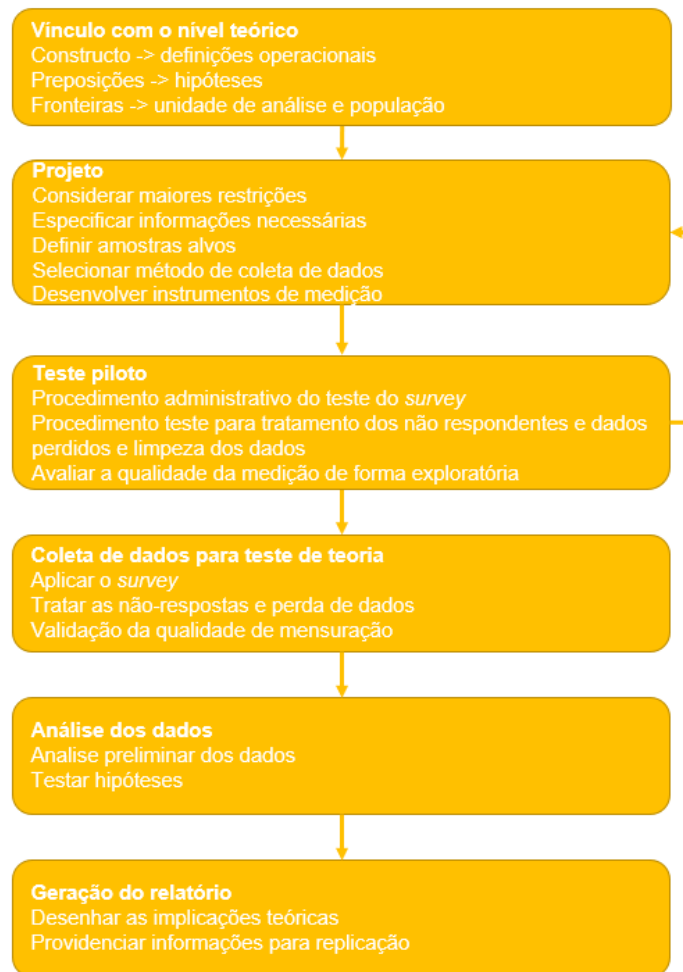 Vínculo com o nível teórico
Constructo -> definições operacionais
Preposições -> hipóteses
Fronteiras -> unidade de análise e população
Projeto
Considerar maiores restrições
Especificar informações necessárias
Definir amostras alvos
Selecionar método de coleta de dados
Desenvolver instrumentos de medição
Teste piloto
Procedimento administrativo do teste do survey
Procedimento teste para tratamento dos não respondentes e dados
perdidos e limpeza dos dados
Avaliar a qualidade da medição de forma exploratória
Coleta de dados para teste de teoria
Aplicar o survey
Tratar as não-respostas e perda de dados
Validação da qualidade de mensuração
Análise dos dados
Analise preliminar dos dados
Testar hipóteses
Geração do relatório
Desenhar as implicações teóricas
Providenciar informações para replicação